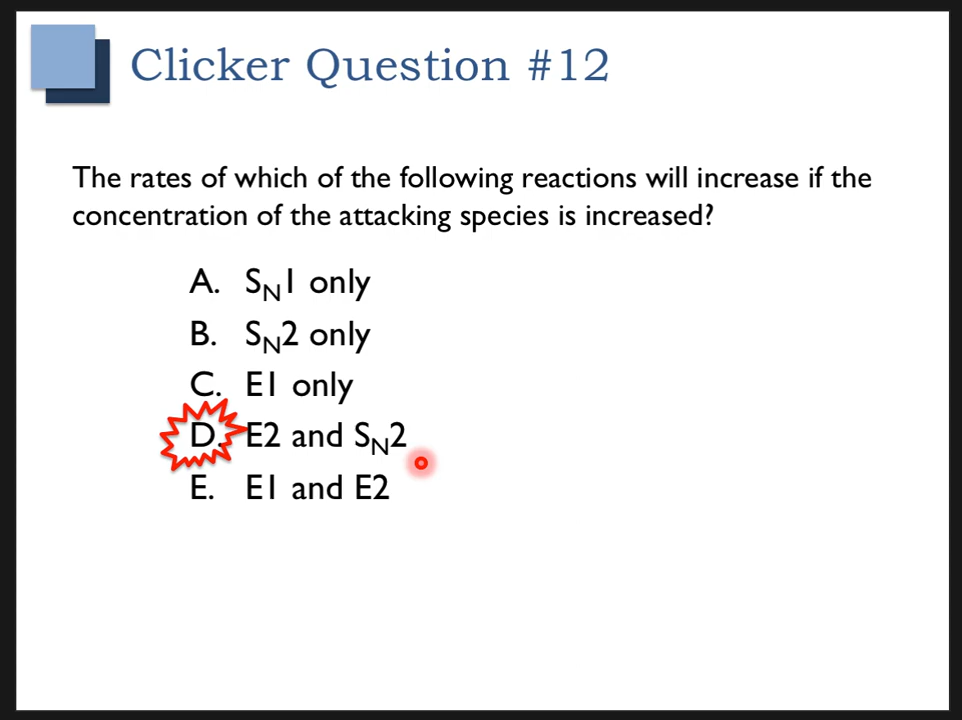 Clicker Question #12
The rates of which of the following reactions will increase if the
concentration of the attacking species is increased?
A. SN1 only
B. SN2 only
C. E1 only
D. E2 and SN2
E. E1 and E2